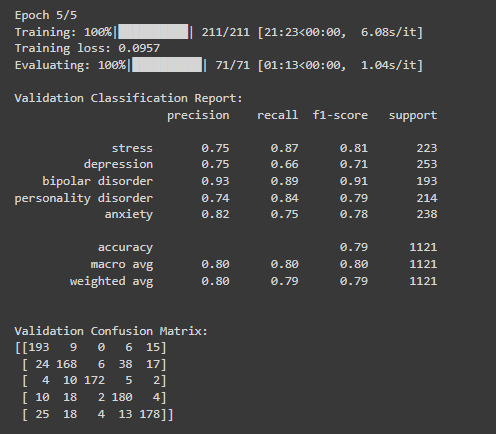 Epoch 5/5
Training: 100%|██████████| 211/211 [21:23<00:00,  6.08s/it]
Training loss: 0.0957
Evaluating: 100%|██████████| 71/71 [01:13<00:00,  1.04s/it]

Validation Classification Report:
                      precision    recall  f1-score   support

             stress       0.75      0.87      0.81       223
         depression       0.75      0.66      0.71       253
   bipolar disorder       0.93      0.89      0.91       193
personality disorder       0.74      0.84      0.79       214
            anxiety       0.82      0.75      0.78       238

           accuracy                           0.79      1121
          macro avg       0.80      0.80      0.80      1121
       weighted avg       0.80      0.79      0.79      1121

Validation Confusion Matrix:
[[193   9   0   6  15]
 [ 24 168   6  38  17]
 [  4  10 172   5   2]
 [ 10  18   2 180   4]
 [ 25  18   4  13 178]]